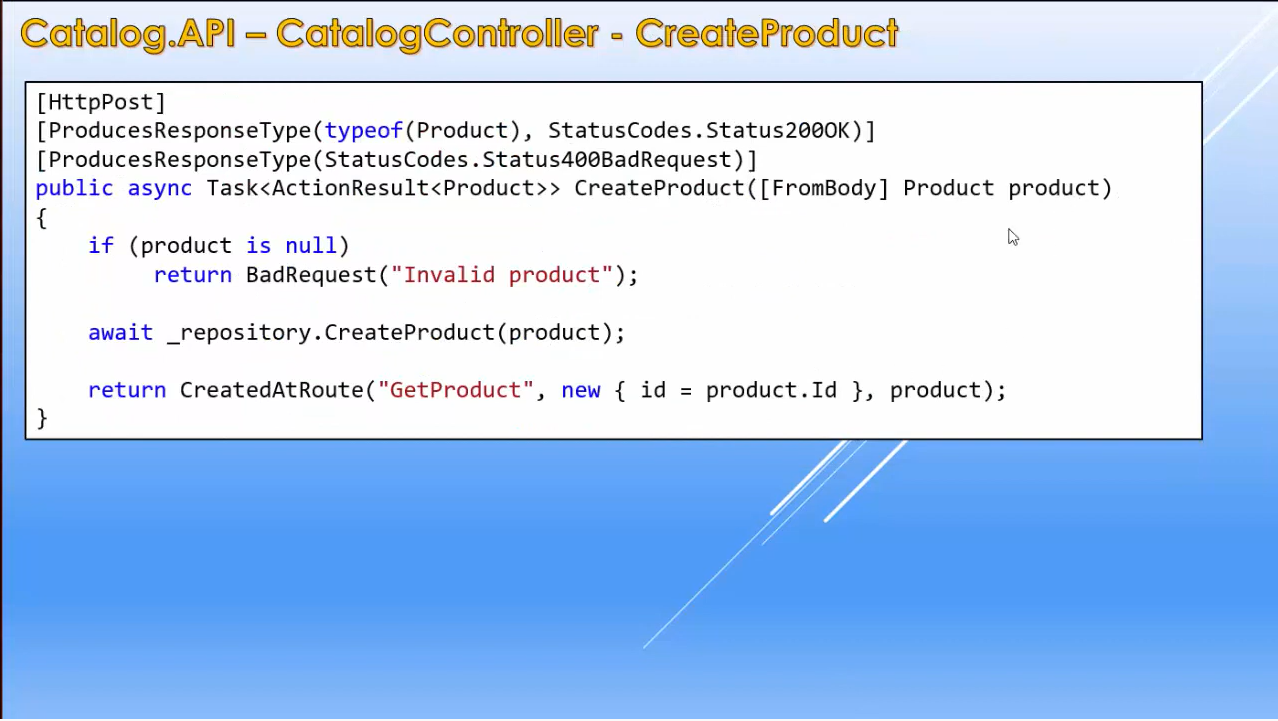 Catalog.API – CatalogController - CreateProduct
[HttpPost]
[ProducesResponseType(typeof(Product), StatusCodes.Status200OK)]
[ProducesResponseType(StatusCodes.Status400BadRequest)]
public async Task<ActionResult<Product>> CreateProduct([FromBody] Product product)
{
    if (product is null)
         return BadRequest("Invalid product");
    await _repository.CreateProduct(product);
    return CreatedAtRoute("GetProduct", new { id = product.Id }, product);
}